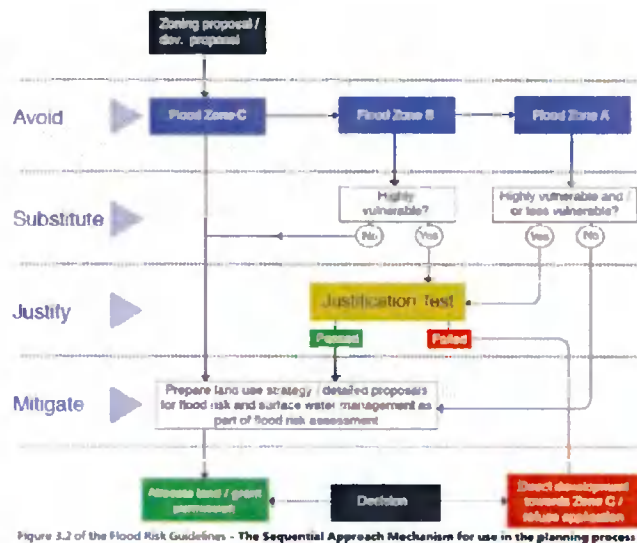 Zoning proposal /
dev. proposal
Avoid
Flood Zone C
Flood Zone B
Flood Zone A
Substitute
Highly
vulnerable?
Highly vulnerable and /
or less vulnerable?
No
Yes
Yes
No
Justify
Justification Test
Passed
Failed
Mitigate
Prepare land use strategy / detailed proposals
for flood risk and surface water management as
part of flood risk assessment
Allocate land / grant
permission
Decision
Direct development
towards Zone C /
refuse application
Figure 3.2 of the Flood Risk Guidelines - The Sequential Approach Mechanism for use in the planning process